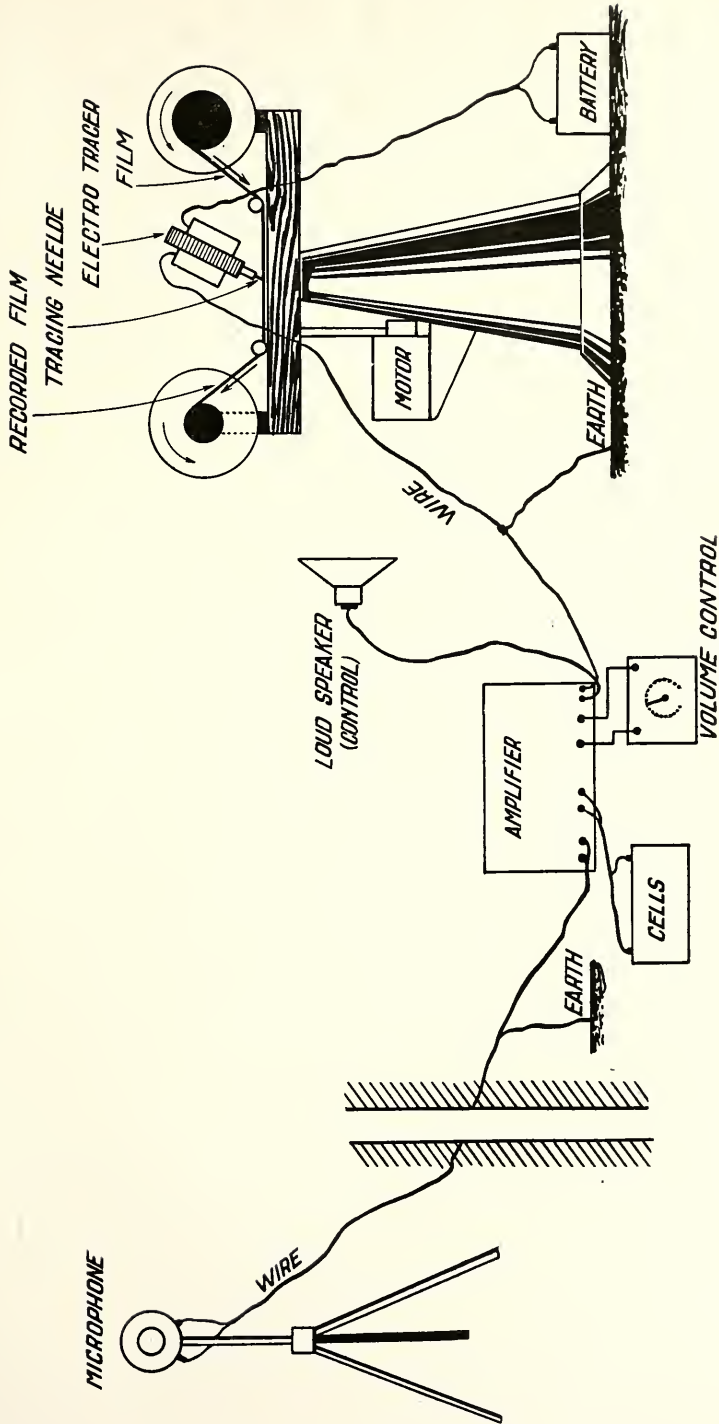 MICROPHONE
WIRE
EARTH
CELLS
AMPLIFIER
VOLUME CONTROL
LOUD SPEAKER
(CONTROL)
WIRE
EARTH
MOTOR
BATTERY
RECORDED FILM
TRACING NEELDE
ELECTRO TRACER
FILM